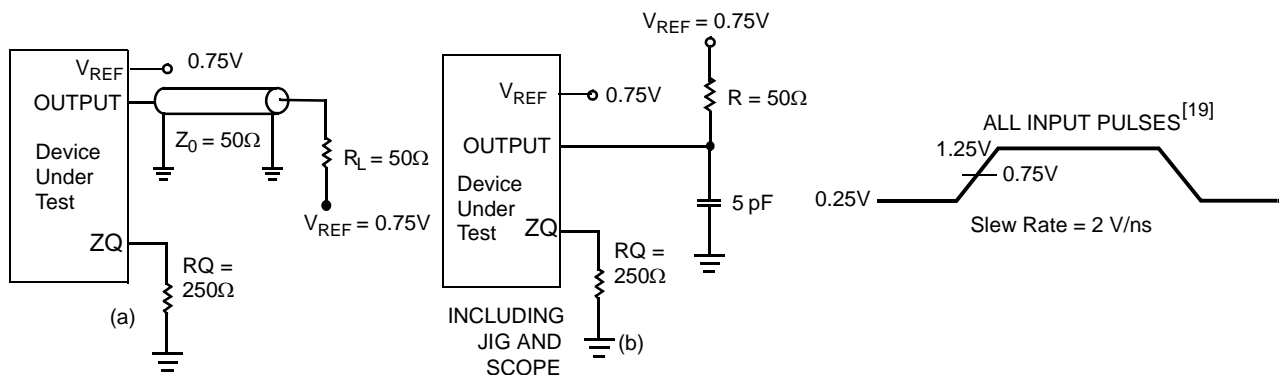 V_REF 0.75V
OUTPUT
Z_0 = 50Ω
Device
Under
Test
R_L = 50Ω
V_REF = 0.75V
ZQ
RQ =
250Ω
(a)
V_REF = 0.75V
V_REF 0.75V
R = 50Ω
OUTPUT
Device
Under
Test
5 pF
ZQ
RQ =
250Ω
INCLUDING
JIG AND
SCOPE
(b)
ALL INPUT PULSES[19]
1.25V
0.75V
0.25V
Slew Rate = 2 V/ns